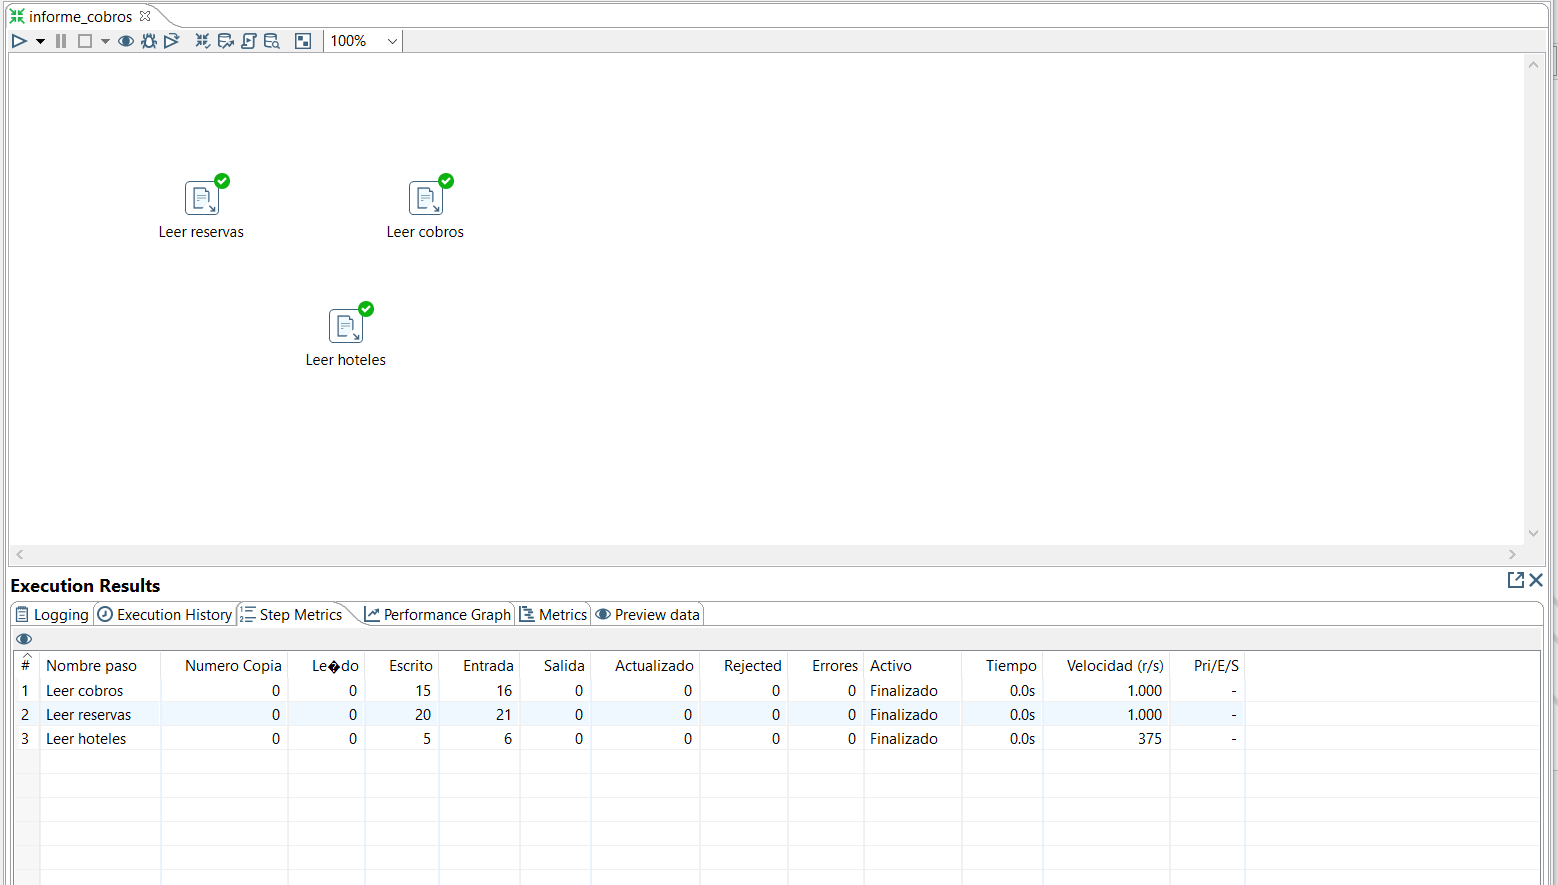 informe_cobros
100%
Leer reservas
Leer cobros
Leer hoteles
Execution Results
Logging Execution History Step Metrics Performance Graph Metrics Preview data
# Nombre paso Numero Copia Le�do Escrito Entrada Salida Actualizado Rejected Errores Activo Tiempo Velocidad (r/s) Pri/E/S
1 Leer cobros 0 0 15 16 0 0 0 0 Finalizado 0.0s 1.000 -
2 Leer reservas 0 0 20 21 0 0 0 0 Finalizado 0.0s 1.000 -
3 Leer hoteles 0 0 5 6 0 0 0 0 Finalizado 0.0s 375 -